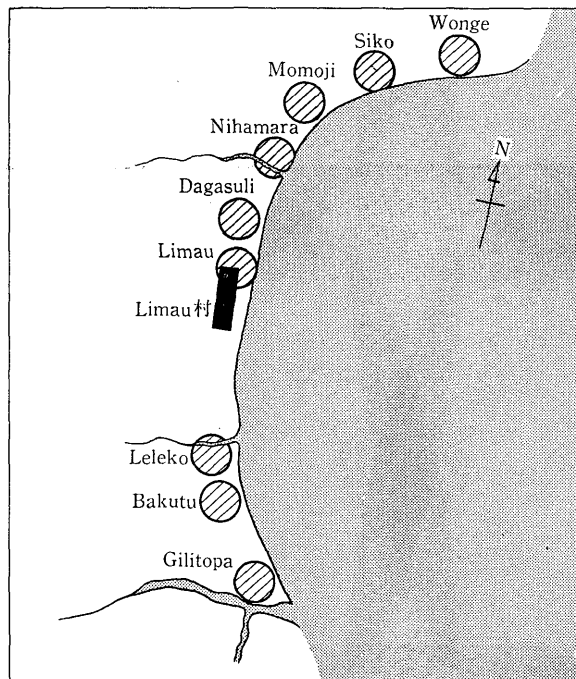 Wonge
Siko
Momoji
Nihamara
N
Dagasuli
Limau
Limau村
Leleko
Bakutu
Gilitopa